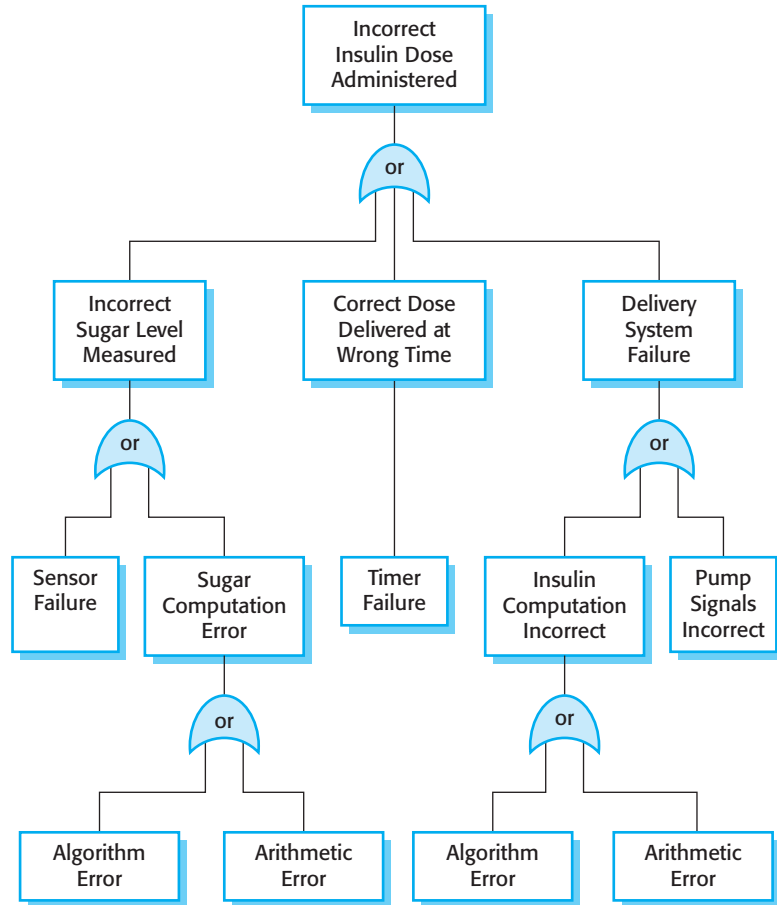 Incorrect
Insulin Dose
Administered
or
Incorrect
Sugar Level
Measured
Correct Dose
Delivered at
Wrong Time
Delivery
System
Failure
or
or
Sensor
Failure
Sugar
Computation
Error
Timer
Failure
Insulin
Computation
Incorrect
Pump
Signals
Incorrect
or
or
Algorithm
Error
Arithmetic
Error
Algorithm
Error
Arithmetic
Error